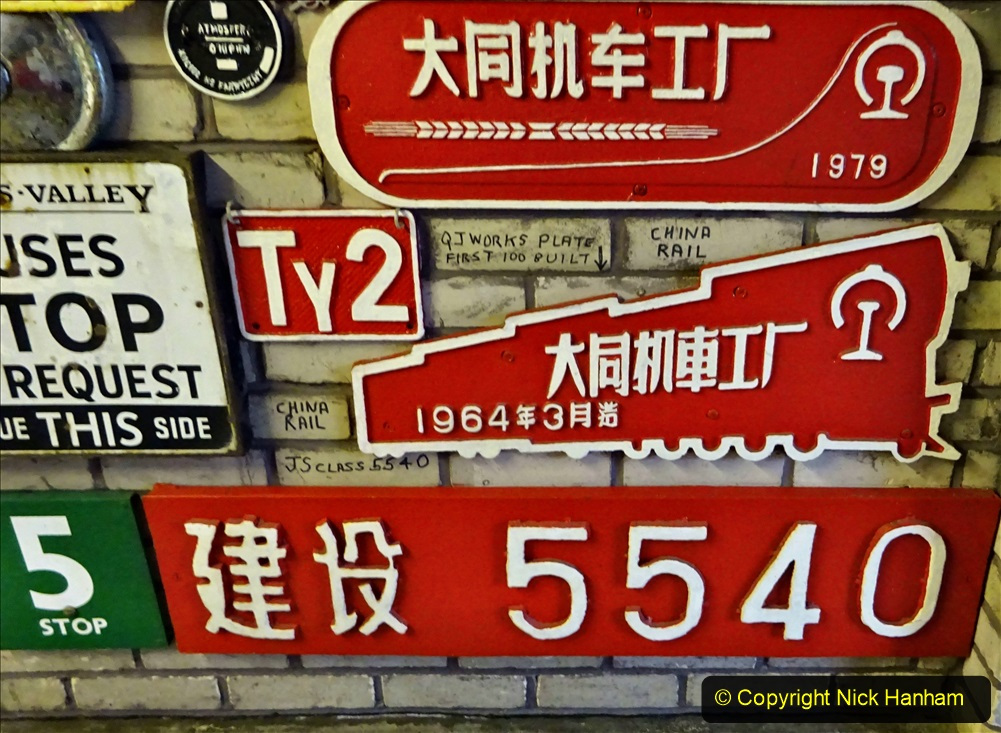 大同机车工厂
1979
S·VALLEY
USES
TOP
REQUEST
UE THIS SIDE
Ty2
QJ WORKS PLATE
FIRST 100 BUILT ↓
CHINA
RAIL
大同机車工厂
1964年3月造
CHINA
RAIL
JS CLASS 5540
5
STOP
建设 5540
© Copyright Nick Hanham